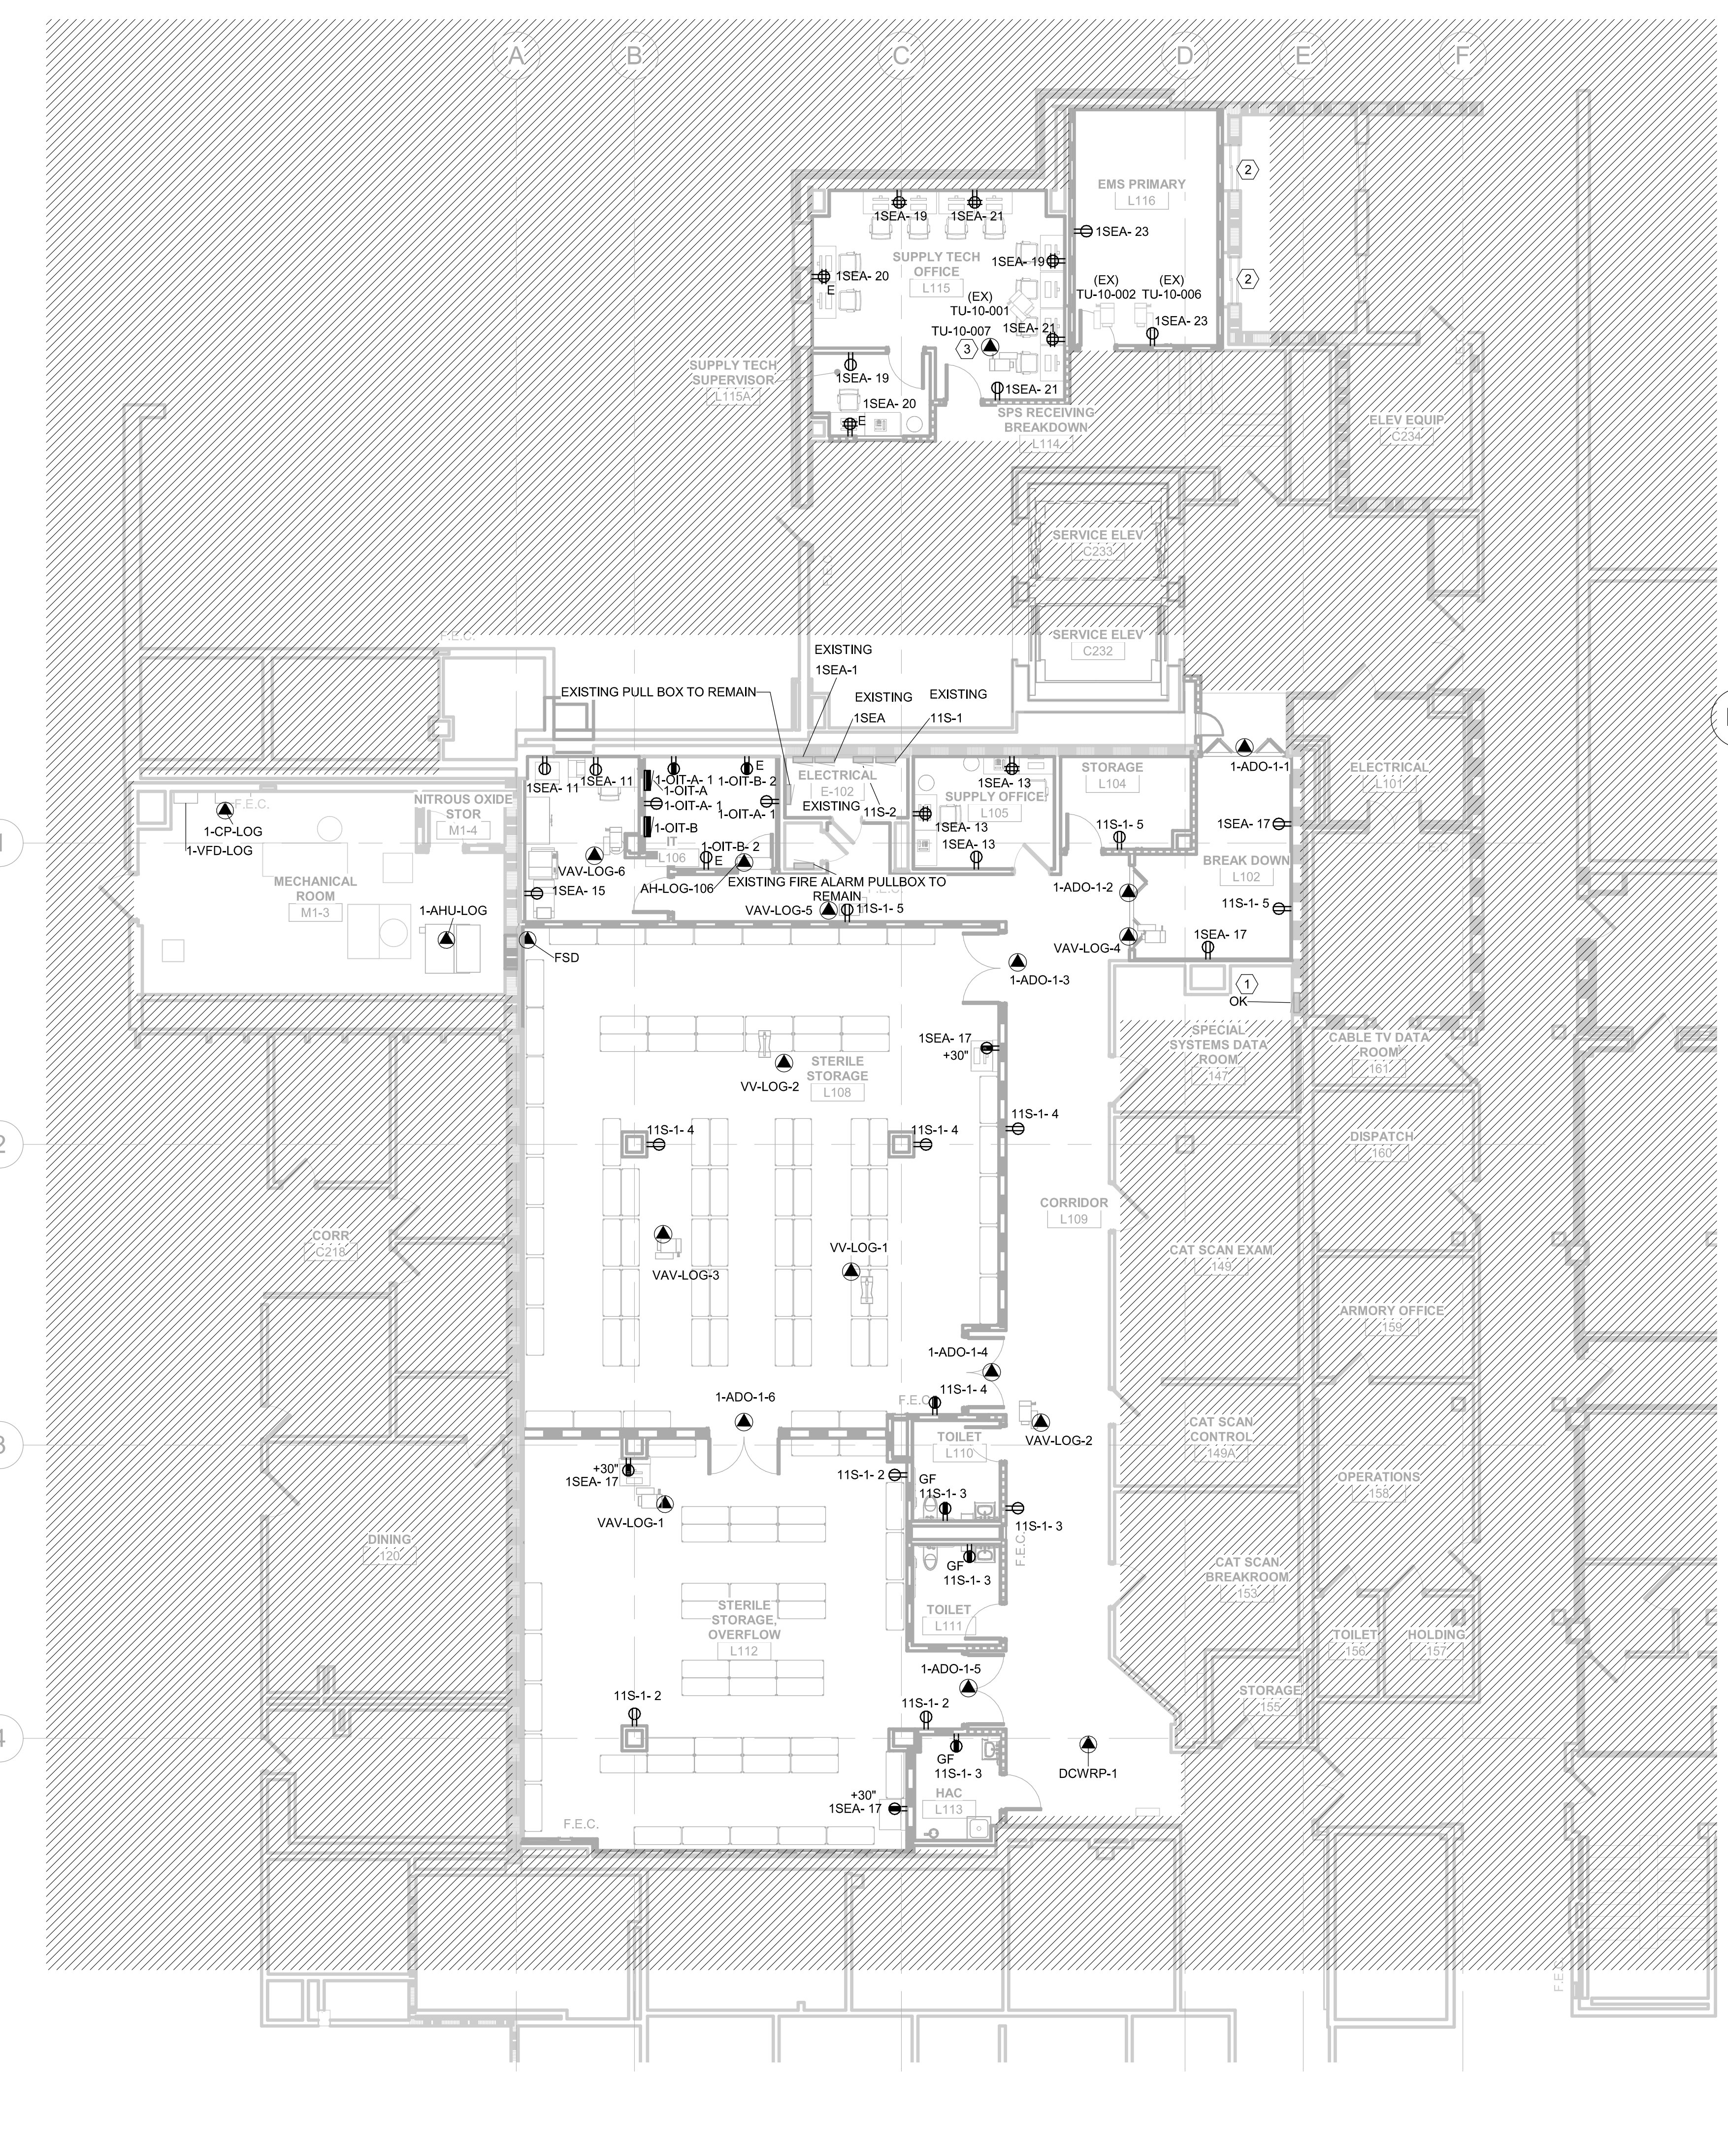 A
B
C
D
E
F
EMS PRIMARY
L116
2
2
1SEA- 19
1SEA- 21
1SEA- 23
SUPPLY TECH
OFFICE
L115
1SEA- 19
1SEA- 20
E
(EX)
TU-10-001
(EX)
TU-10-002
(EX)
TU-10-006
1SEA- 23
TU-10-007
3
1SEA- 21
SUPPLY TECH
SUPERVISOR
L115A
1SEA- 19
1SEA- 20
E
1SEA- 21
SPS RECEIVING
BREAKDOWN
L114
ELEV EQUIP
C234
F.E.C.
SERVICE ELEV
C233
SERVICE ELEV
C232
F.E.C.
EXISTING
1SEA-1
EXISTING PULL BOX TO REMAIN
EXISTING
1SEA
EXISTING
11S-1
1-ADO-1-1
ELECTRICAL
L101
F.E.C.
1SEA- 11
1SEA- 11
1-OIT-A- 1
1-OIT-A
1-OIT-B- 2
E
1-OIT-A- 1
1-OIT-A- 1
1-OIT-B
IT
L106
1-OIT-B- 2
E
ELECTRICAL
E-102
EXISTING
11S-2
1SEA- 13
SUPPLY OFFICE
L105
1SEA- 13
1SEA- 13
STORAGE
L104
11S-1- 5
1SEA- 17
BREAK DOWN
L102
11S-1- 5
1SEA- 17
1-ADO-1-2
VAV-LOG-4
F.E.C.
1-CP-LOG
1-VFD-LOG
NITROUS OXIDE
STOR
M1-4
1
MECHANICAL
ROOM
M1-3
1-AHU-LOG
VAV-LOG-6
1SEA- 15
AH-LOG-106
EXISTING FIRE ALARM PULLBOX TO
REMAIN
F.E.C.
VAV-LOG-5
11S-1- 5
FSD
1-ADO-1-3
1
OK
1SEA- 17
+30"
STERILE
STORAGE
L108
VV-LOG-2
SPECIAL
SYSTEMS DATA
ROOM
147
CABLE TV DATA
ROOM
161
2
11S-1- 4
11S-1- 4
11S-1- 4
DISPATCH
160
CORRIDOR
L109
CORR
C218
VAV-LOG-3
VV-LOG-1
CAT SCAN EXAM
149
ARMORY OFFICE
159
1-ADO-1-4
1-ADO-1-6
F.E.C.
11S-1- 4
VAV-LOG-2
CAT SCAN
CONTROL
149A
3
TOILET
L110
+30"
1SEA- 17
VAV-LOG-1
11S-1- 2
GF
11S-1- 3
11S-1- 3
F.E.C.
OPERATIONS
158
DINING
120
GF
11S-1- 3
TOILET
L111
CAT SCAN
BREAKROOM
153
STERILE
STORAGE,
OVERFLOW
L112
TOILET
156
HOLDING
157
1-ADO-1-5
STORAGE
155
11S-1- 2
11S-1- 2
4
GF
11S-1- 3
DCWRP-1
HAC
L113
+30"
1SEA- 17
F.E.C.
F.E.C.